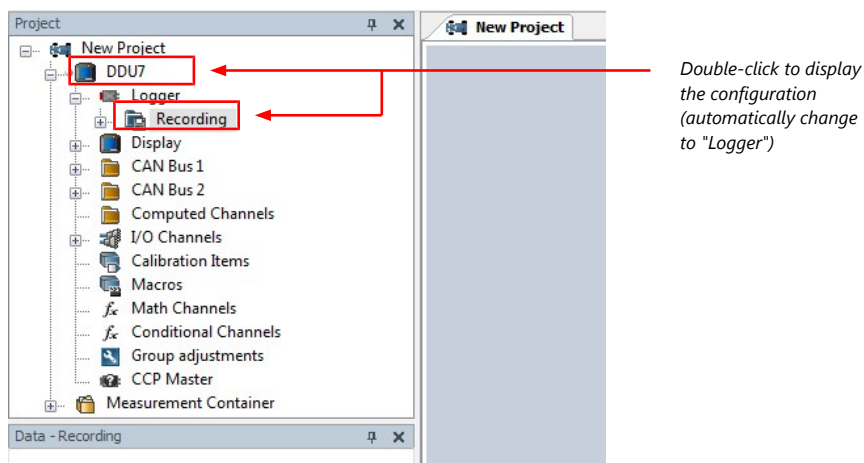 Project
New Project
New Project
DDU7
Logger
Recording
Display
CAN Bus 1
CAN Bus 2
Computed Channels
I/O Channels
Calibration Items
Macros
fx Math Channels
fx Conditional Channels
Group adjustments
CCP Master
Measurement Container
Data - Recording
Double-click to display
the configuration
(automatically change
to "Logger")